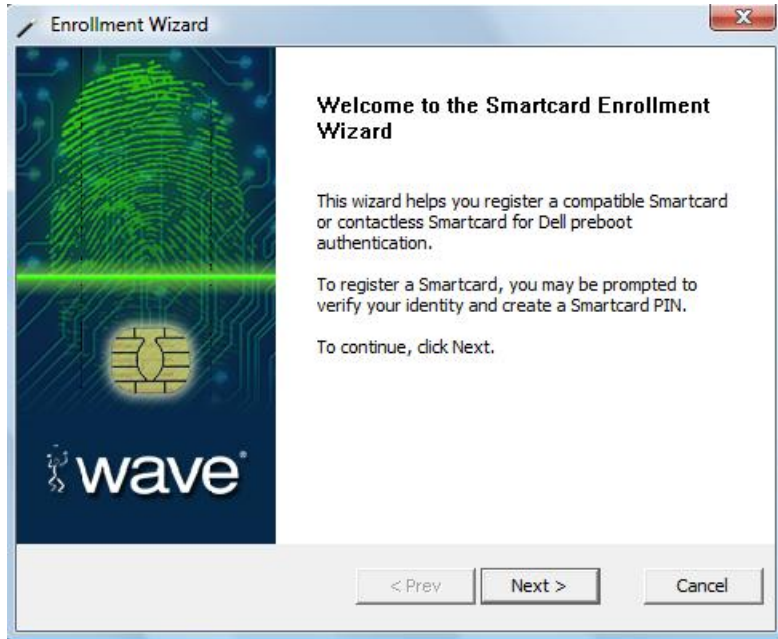 Enrollment Wizard
Welcome to the Smartcard Enrollment
Wizard
This wizard helps you register a compatible Smartcard
or contactless Smartcard for Dell preboot
authentication.
To register a Smartcard, you may be prompted to
verify your identity and create a Smartcard PIN.
To continue, click Next.
wave
< Prev
Next >
Cancel